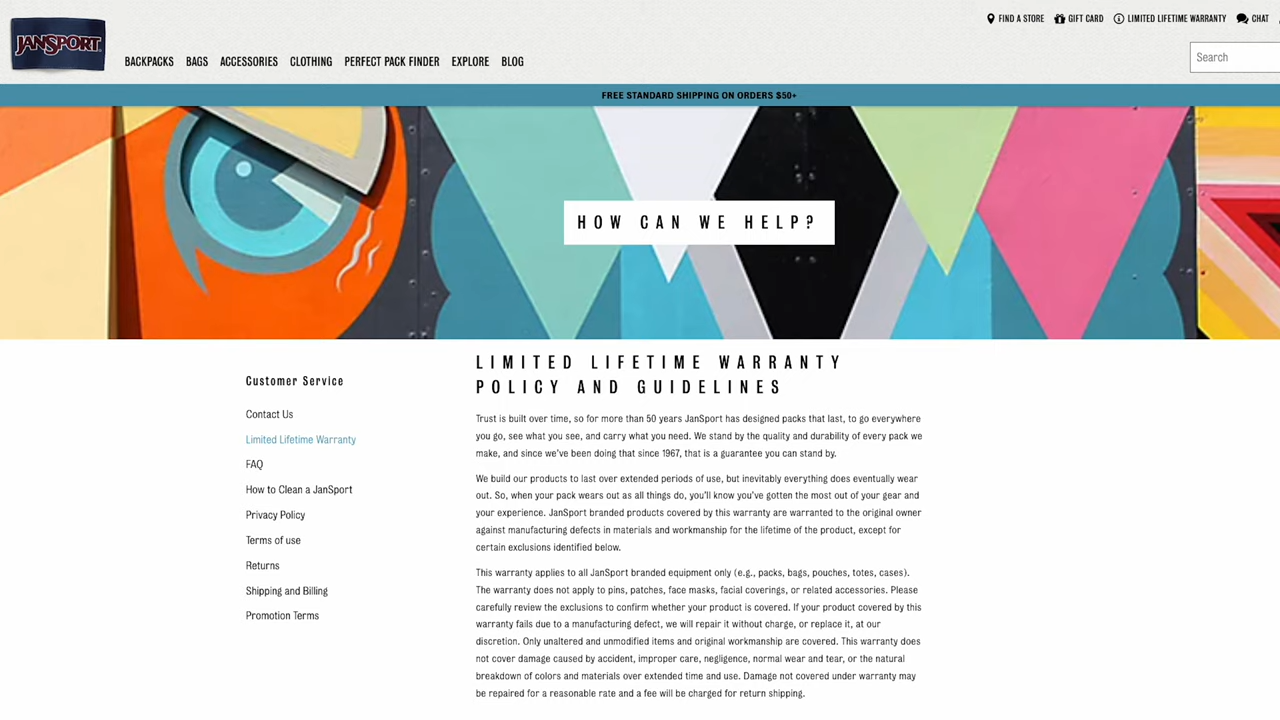 FIND A STORE GIFT CARD LIMITED LIFETIME WARRANTY CHAT
JANSPORT
BACKPACKS BAGS ACCESSORIES CLOTHING PERFECT PACK FINDER EXPLORE BLOG
Search
FREE STANDARD SHIPPING ON ORDERS $50+
HOW CAN WE HELP?
Customer Service
Contact Us
Limited Lifetime Warranty
FAQ
How to Clean a JanSport
Privacy Policy
Terms of use
Returns
Shipping and Billing
Promotion Terms
LIMITED LIFETIME WARRANTY
POLICY AND GUIDELINES
Trust is built over time, so for more than 50 years JanSport has designed packs that last, to go everywhere
you go, see what you see, and carry what you need. We stand by the quality and durability of every pack we
make, and since we've been doing that since 1967, that is a guarantee you can stand by.
We build our products to last over extended periods of use, but inevitably everything does eventually wear
out. So, when your pack wears out as all things do, you'll know you've gotten the most out of your gear and
your experience. JanSport branded products covered by this warranty are warranted to the original owner
against manufacturing defects in materials and workmanship for the lifetime of the product, except for
certain exclusions identified below.
This warranty applies to all JanSport branded equipment only (e.g., packs, bags, pouches, totes, cases).
The warranty does not apply to pins, patches, face masks, facial coverings, or related accessories. Please
carefully review the exclusions to confirm whether your product is covered. If your product covered by this
warranty fails due to a manufacturing defect, we will repair it without charge, or replace it, at our
discretion. Only unaltered and unmodified items and original workmanship are covered. This warranty does
not cover damage caused by accident, improper care, negligence, normal wear and tear, or the natural
breakdown of colors and materials over extended time and use. Damage not covered under warranty may
be repaired for a reasonable rate and a fee will be charged for return shipping.